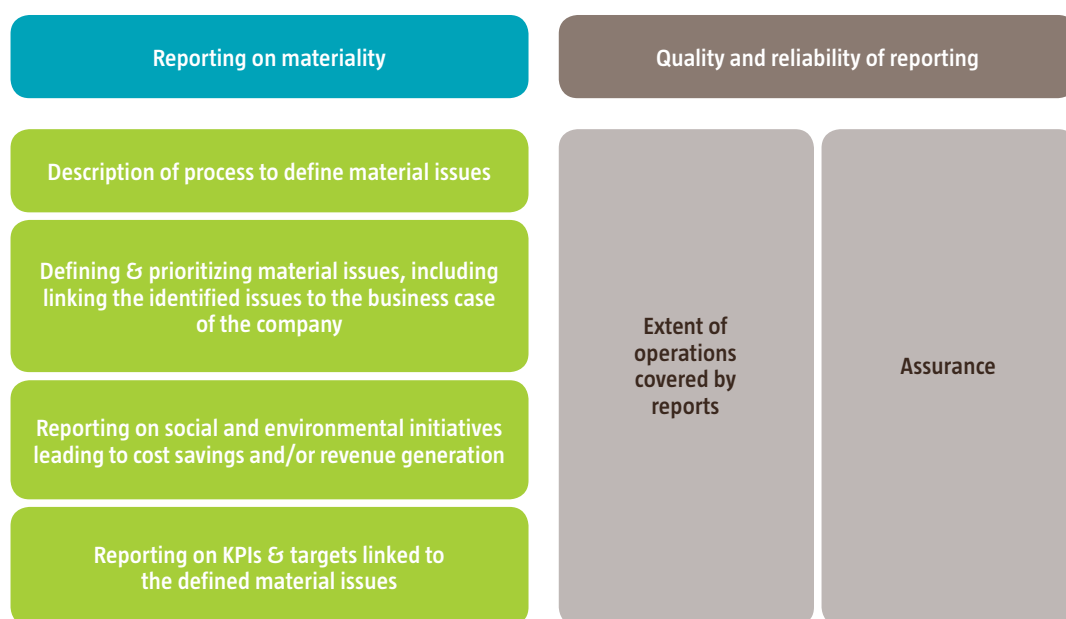 Reporting on materiality
Quality and reliability of reporting
Description of process to define material issues
Defining & prioritizing material issues, including
linking the identified issues to the business case
of the company
Reporting on social and environmental initiatives
leading to cost savings and/or revenue generation
Reporting on KPIs & targets linked to
the defined material issues
Extent of
operations
covered by
reports
Assurance